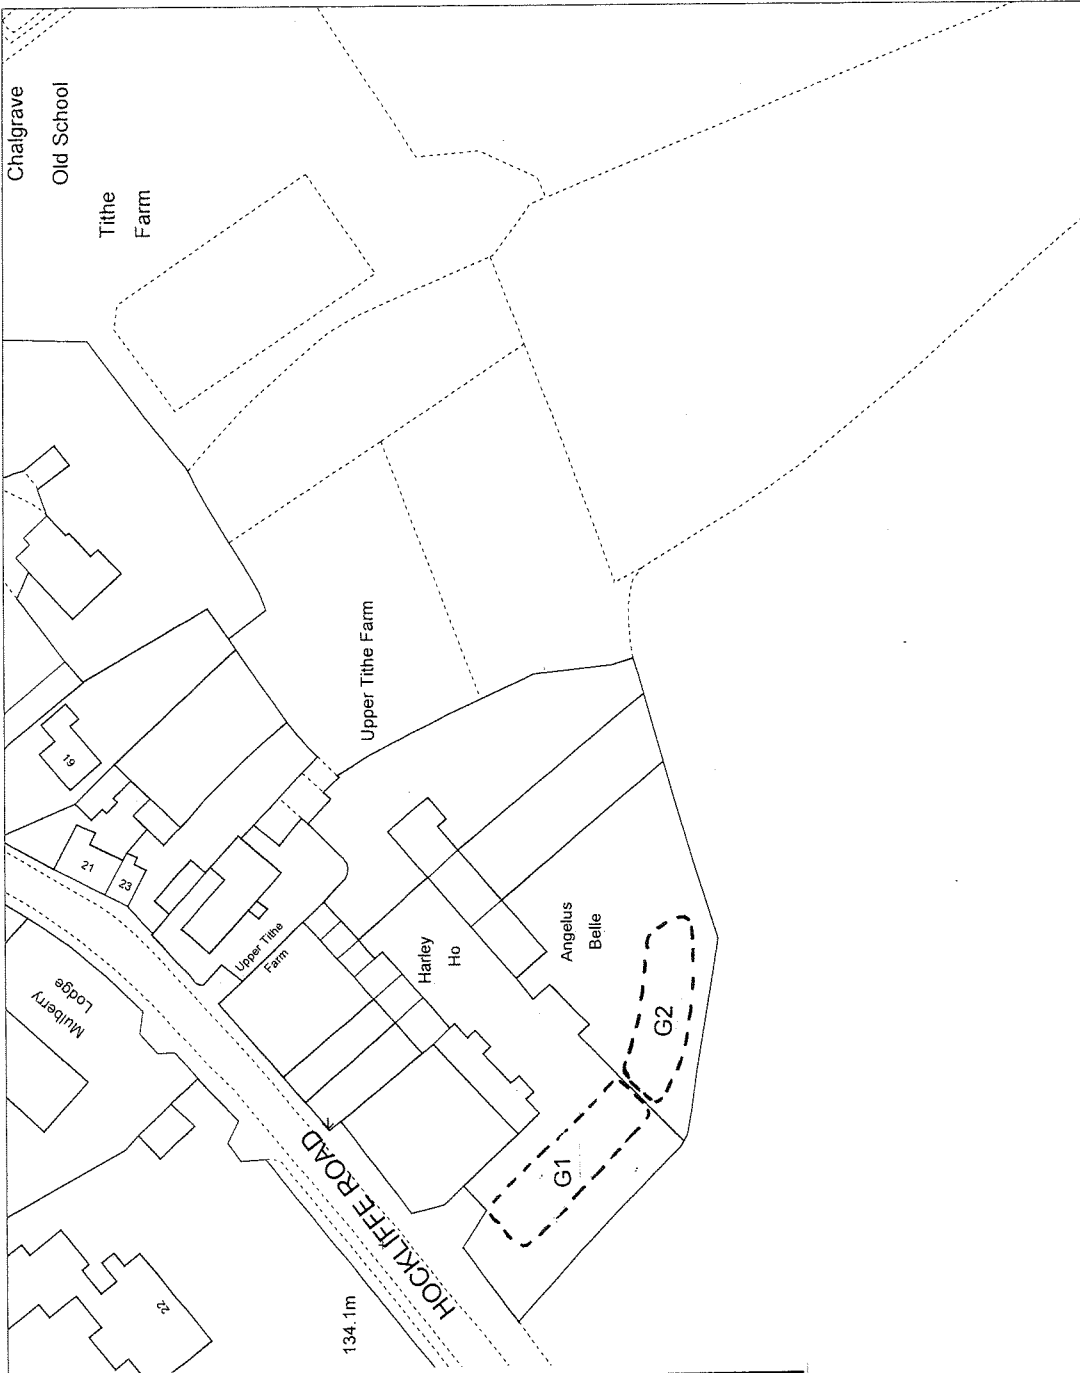 Chalgrave
Old School
Tithe
Farm
Upper Tithe Farm
19
21
23
Upper Tithe
Farm
Mulberry
Lodge
Harley
Ho
Angelus
Belle
G2
G1
HOCKLIFFE ROAD
22
134.1m